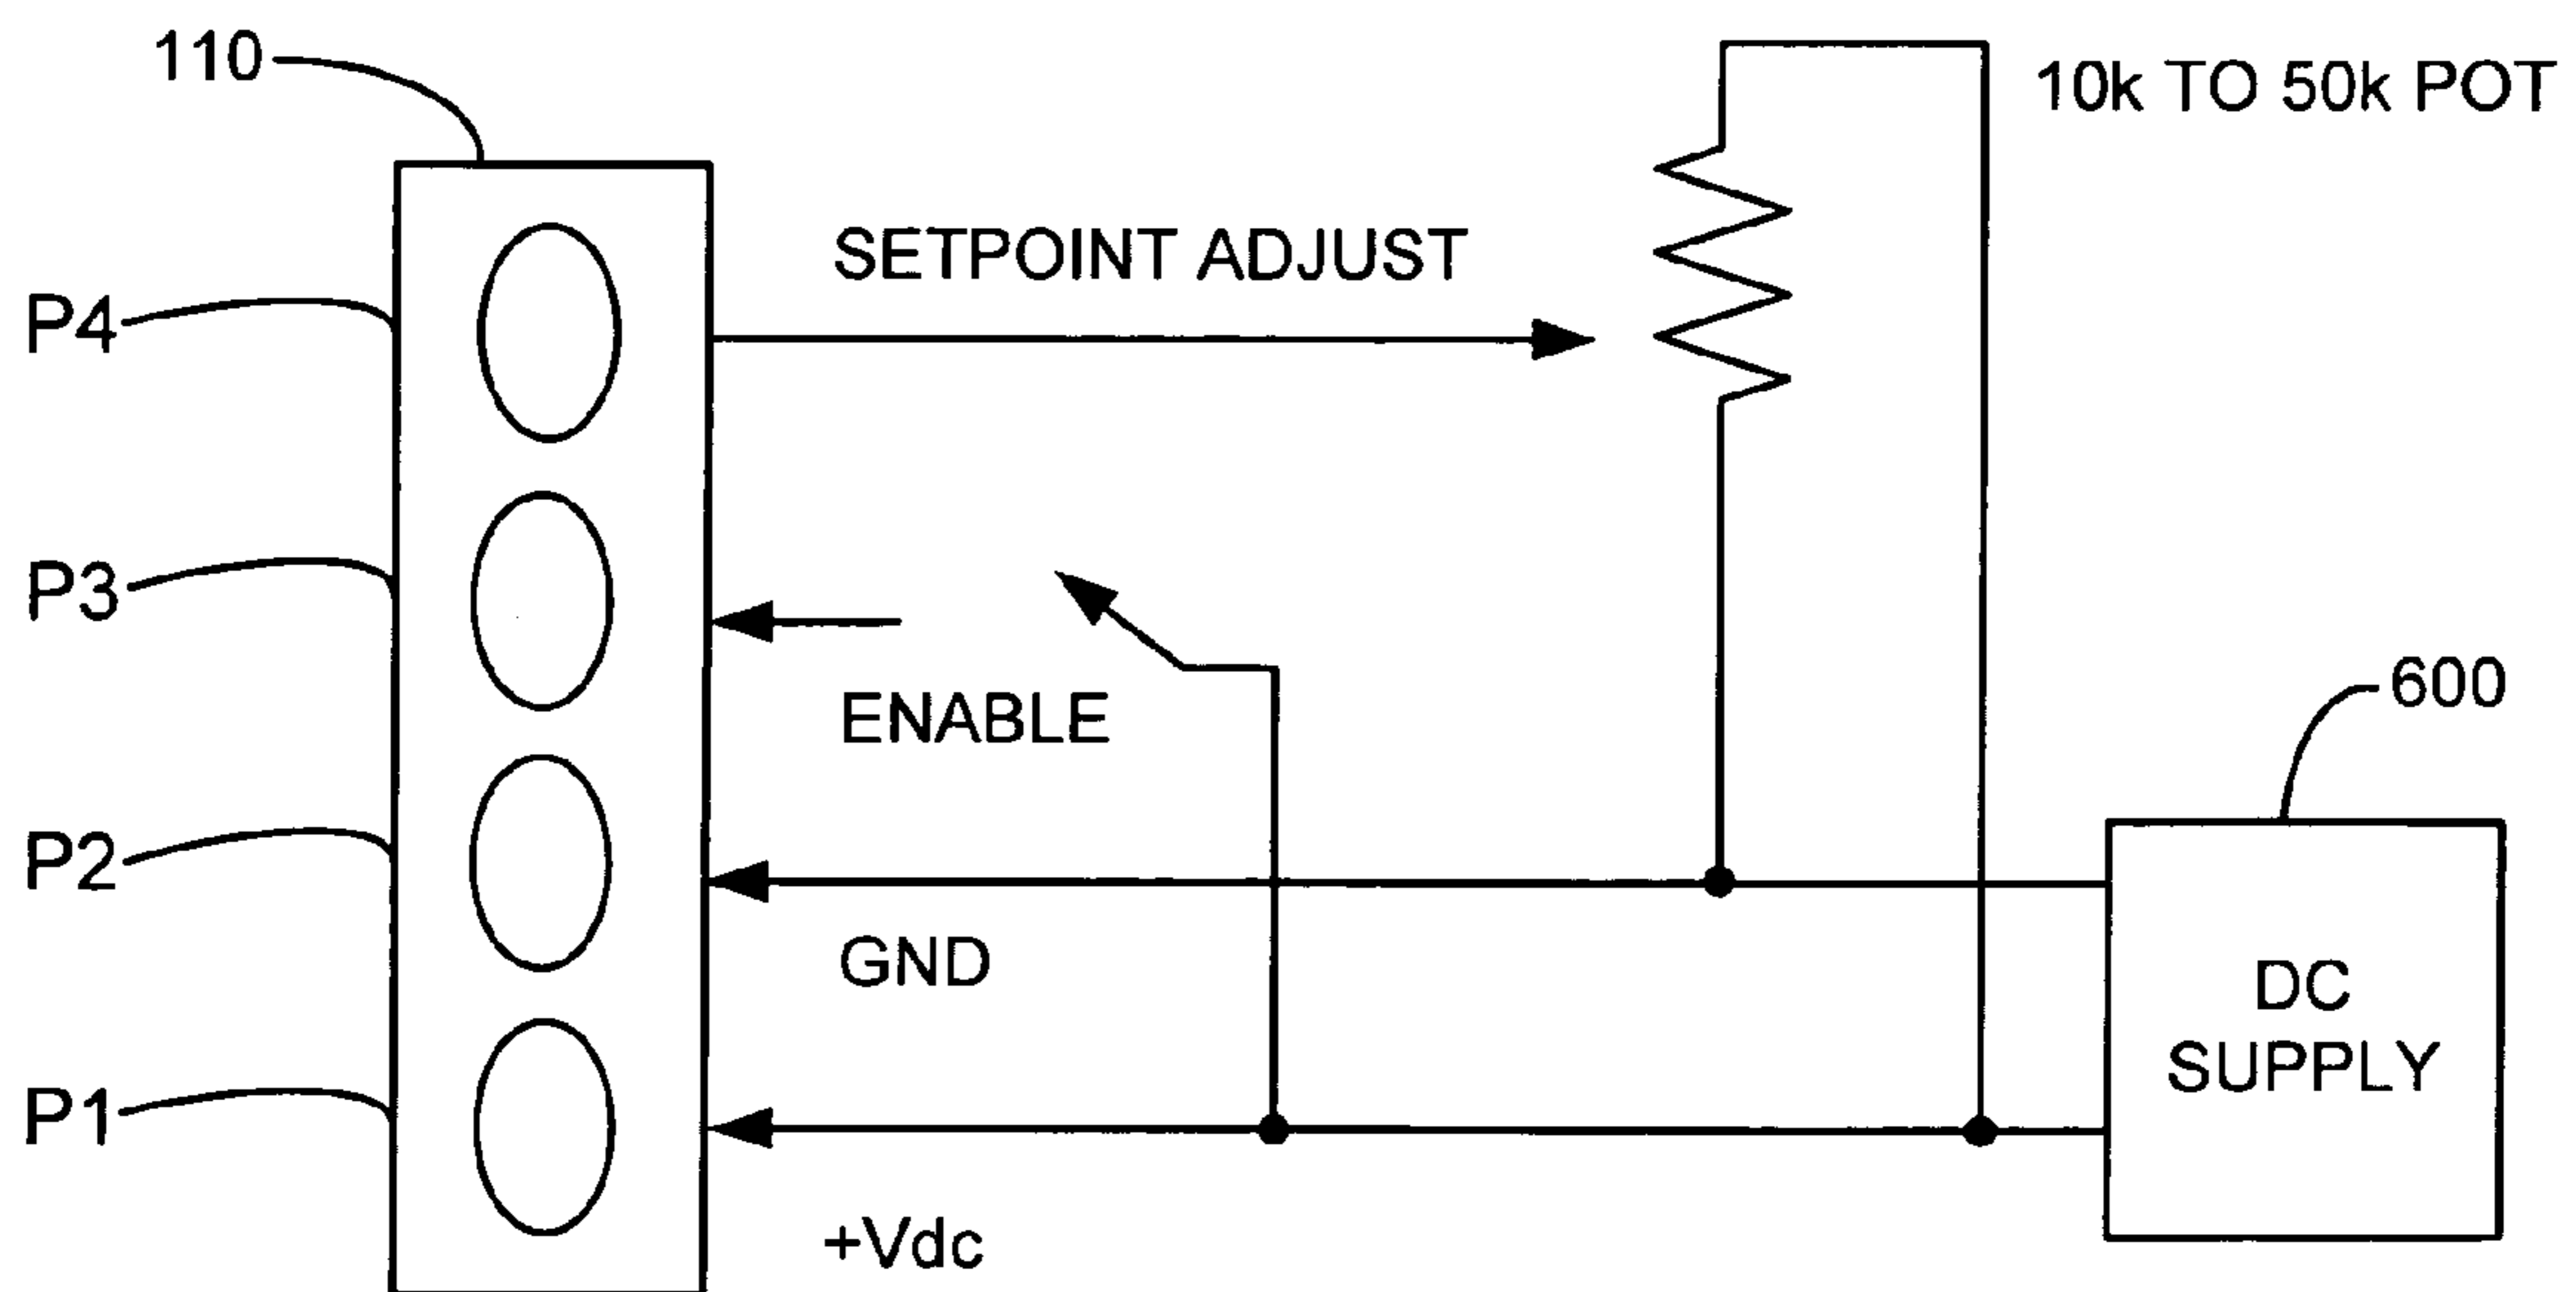 110
10k TO 50k POT
SETPOINT ADJUST
P4
P3
ENABLE
600
P2
GND
DC
SUPPLY
P1
+Vdc